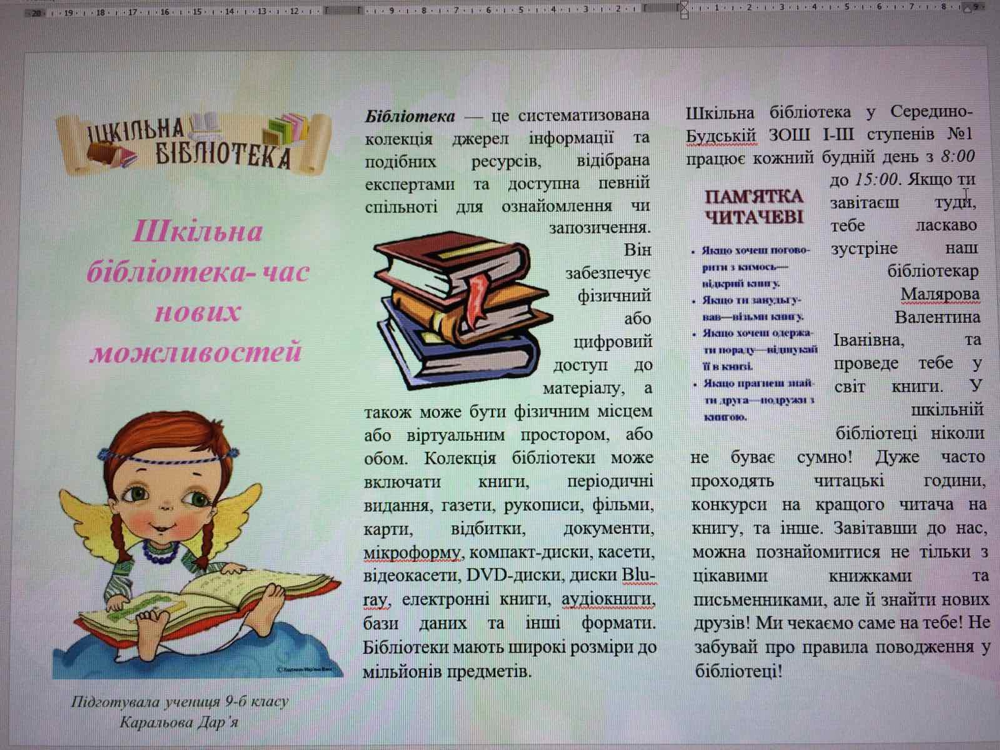 ШКІЛЬНА
БІБЛІОТЕКА
Шкільна
бібліотека- час
нових
можливостей
Підготувала учениця 9-б класу
Каральова Дар’я
Бібліотека — це систематизована
колекція джерел інформації та
подібних ресурсів, відібрана
експертами та доступна певній
спільноті для ознайомлення чи
запозичення.
Він
забезпечує
фізичний
або
цифровий
доступ до
матеріалу, а
також може бути фізичним місцем
або віртуальним простором, або
обом. Колекція бібліотеки може
включати книги, періодичні
видання, газети, рукописи, фільми,
карти, відбитки, документи,
мікроформу, компакт-диски, касети,
відеокасети, DVD-диски, диски Blu-
ray, електронні книги, аудіокниги,
бази даних та інші формати.
Бібліотеки мають широкі розміри до
мільйонів предметів.
Шкільна бібліотека у Середино-
Будській ЗОШ І-ІІІ ступенів №1
працює кожний будній день з 8:00
до 15:00. Якщо ти
завітаєш туди,
тебе ласкаво
зустріне наш
бібліотекар
Малярова
Валентина
Іванівна, та
проведе тебе у
світ книги. У
шкільній
бібліотеці ніколи
не буває сумно! Дуже часто
проходять читацькі години,
конкурси на кращого читача на
книгу, та інше. Завітавши до нас,
можна познайомитися не тільки з
цікавими книжками та
письменниками, але й знайти нових
друзів! Ми чекаємо саме на тебе! Не
забувай про правила поводження у
бібліотеці!
ПАМ'ЯТКА
ЧИТАЧЕВІ
• Якщо хочеш погово-
рити з кимось—
відкрий книгу.
• Якщо ти занудьгу-
вав—візьми книгу.
• Якщо хочеш одержа-
ти пораду—відшукай
її в книзі.
• Якщо прагнеш знай-
ти друга—подружи з
книгою.